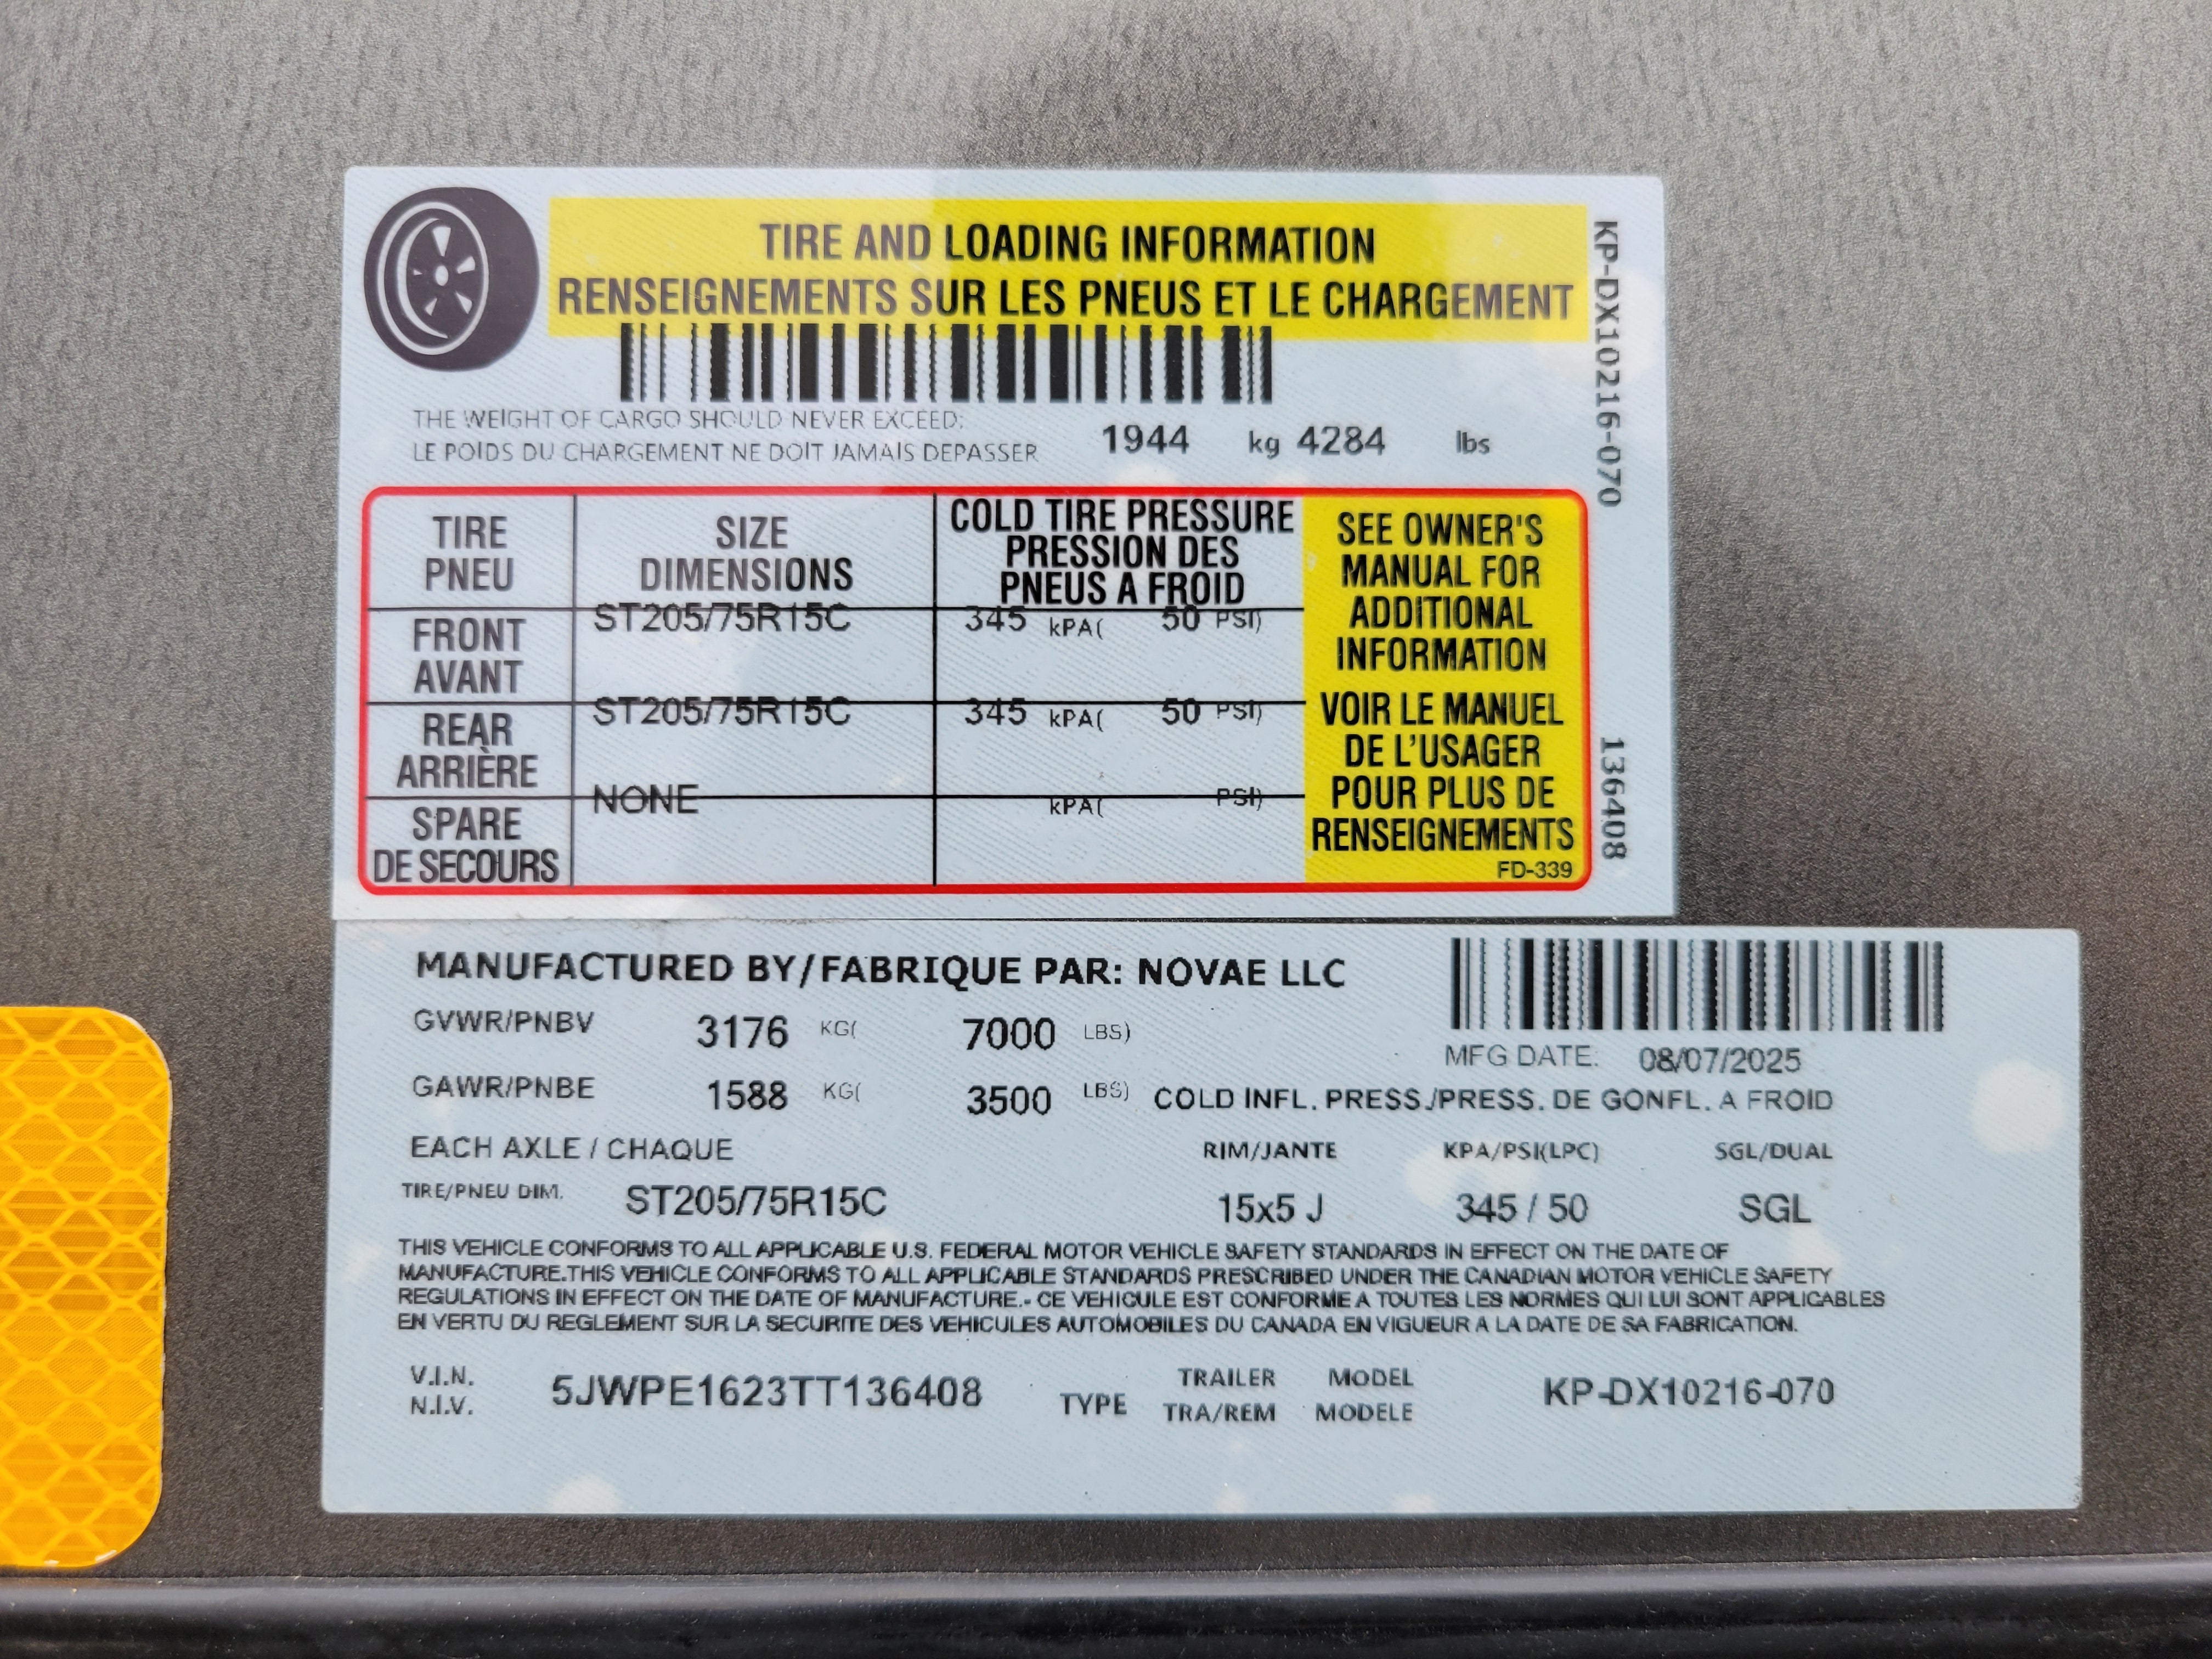 TIRE AND LOADING INFORMATION
RENSEIGNEMENTS SUR LES PNEUS ET LE CHARGEMENT
THE WEIGHT OF CARGO SHOULD NEVER EXCEED:
LE POIDS DU CHARGEMENT NE DOIT JAMAIS DEPASSER
1944 kg 4284 lbs
TIRE
PNEU
SIZE
DIMENSIONS
COLD TIRE PRESSURE
PRESSION DES
PNEUS A FROID
FRONT
AVANT
ST205/75R15C
345 kPA( 50 PSI)
REAR
ARRIÈRE
ST205/75R15C
345 kPA( 50 PSI)
SPARE
DE SECOURS
NONE
kPA( PSI)
SEE OWNER'S
MANUAL FOR
ADDITIONAL
INFORMATION
VOIR LE MANUEL
DE L'USAGER
POUR PLUS DE
RENSEIGNEMENTS
FD-339
KP-DX10216-070
136408
MANUFACTURED BY/FABRIQUE PAR: NOVAE LLC
GVWR/PNBV 3176 KG( 7000 LBS)
MFG DATE: 08/07/2025
GAWR/PNBE 1588 KG( 3500 LBS) COLD INFL. PRESS./PRESS. DE GONFL. A FROID
EACH AXLE / CHAQUE RIM/JANTE KPA/PSI(LPC) SGL/DUAL
TIRE/PNEU DIM. ST205/75R15C 15x5 J 345 / 50 SGL
THIS VEHICLE CONFORMS TO ALL APPLICABLE U.S. FEDERAL MOTOR VEHICLE SAFETY STANDARDS IN EFFECT ON THE DATE OF
MANUFACTURE.THIS VEHICLE CONFORMS TO ALL APPLICABLE STANDARDS PRESCRIBED UNDER THE CANADIAN MOTOR VEHICLE SAFETY
REGULATIONS IN EFFECT ON THE DATE OF MANUFACTURE.- CE VEHICULE EST CONFORME A TOUTES LES NORMES QUI LUI SONT APPLICABLES
EN VERTU DU REGLEMENT SUR LA SECURITE DES VEHICULES AUTOMOBILES DU CANADA EN VIGUEUR A LA DATE DE SA FABRICATION.
V.I.N.
N.I.V.
5JWPE1623TT136408
TYPE
TRAILER
TRA/REM
MODEL
MODELE
KP-DX10216-070